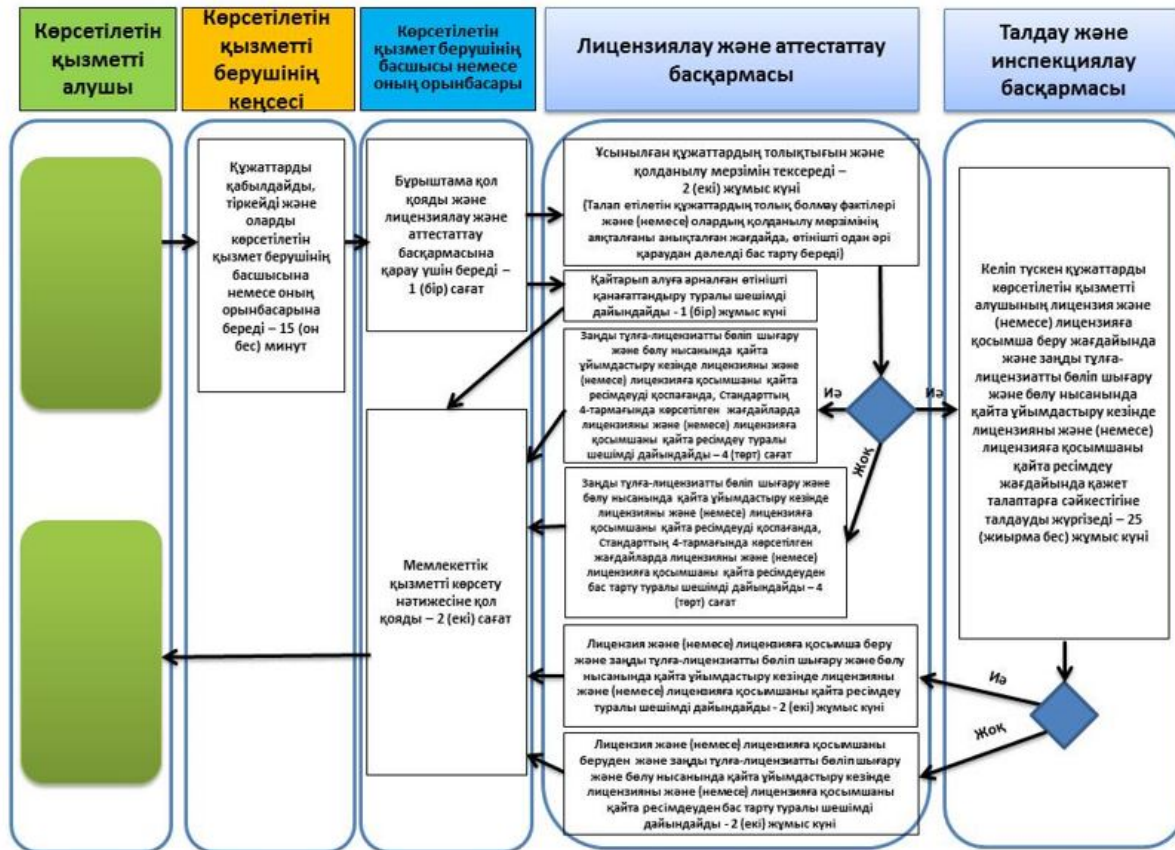 Көрсетілетін
қызметті
алушы
Көрсетілетін
қызметті
берушінің
кеңсесі
Көрсетілетін
қызмет берушінің
басшысы немесе
оның орынбасары
Лицензиялау және аттестаттау
басқармасы
Талдау және
инспекциялау
басқармасы
Құжаттарды
қабылдайды,
тіркейді және
оларды
көрсетілетін
қызмет берушінің
басшысына
немесе оның
орынбасарына
береді – 15 (он
бес) минут
Бұрыштама қол
қояды және
лицензиялау және
аттестаттау
басқармасына
қарау үшін береді –
1 (бір) сағат
Ұсынылған құжаттардың толықтығын және
қолданылу мерзімін тексереді –
2 (екі) жұмыс күні
(Талап етілетін құжаттардың толық болмау фактілері
және (немесе) олардың қолданылу мерзімінің
аяқталғаны анықталған жағдайда, өтінішті одан әрі
қараудан дәлелді бас тарту береді)
Қайтарып алуға арналған өтінішті
қанағаттандыру туралы шешімді
дайындайды - 1 (бір) жұмыс күні
Заңды тұлға-лицензиатты бөліп шығару
және бөлу нысанында қайта
ұйымдастыру кезінде лицензияны және
(немесе) лицензияға қосымшаны қайта
ресімдеуді қоспағанда, Стандарттың
4-тармағында көрсетілген жағдайларда
лицензияны және (немесе) лицензияға
қосымшаны қайта ресімдеу туралы
шешімді дайындайды – 4 (төрт) сағат
Иә
Иә
Жоқ
Заңды тұлға-лицензиатты бөліп шығару және
бөлу нысанында қайта ұйымдастыру кезінде
лицензияны және (немесе) лицензияға
қосымшаны қайта ресімдеуді қоспағанда,
Стандарттың 4-тармағында көрсетілген
жағдайларда лицензияны және (немесе)
лицензияға қосымшаны қайта ресімдеуден
бас тарту туралы шешімді дайындайды – 4
(төрт) сағат
Мемлекеттік
қызметті көрсету
нәтижесіне қол
қояды – 2 (екі) сағат
Лицензия және (немесе) лицензияға қосымша беру
және заңды тұлға-лицензиатты бөліп шығару және бөлу
нысанында қайта ұйымдастыру кезінде лицензияны
және (немесе) лицензияға қосымшаны қайта ресімдеу
туралы шешімді дайындайды - 2 (екі) жұмыс күні
Лицензия және (немесе) лицензияға қосымшаны
беруден және заңды тұлға-лицензиатты бөліп шығару
және бөлу нысанында қайта ұйымдастыру кезінде
лицензияны және (немесе) лицензияға қосымшаны
қайта ресімдеуден бас тарту туралы шешімді
дайындайды - 2 (екі) жұмыс күні
Келіп түскен құжаттарды
көрсетілетін қызметті
алушының лицензия және
(немесе) лицензияға
қосымша беру жағдайында
және заңды тұлға-
лицензиатты бөліп шығару
және бөлу нысанында
қайта ұйымдастыру кезінде
лицензияны және (немесе)
лицензияға қосымшаны
қайта ресімдеу
жағдайында қажет
талаптарға сәйкестігіне
талдауды жүргізеді – 25
(жиырма бес) жұмыс күні
Иә
Жоқ